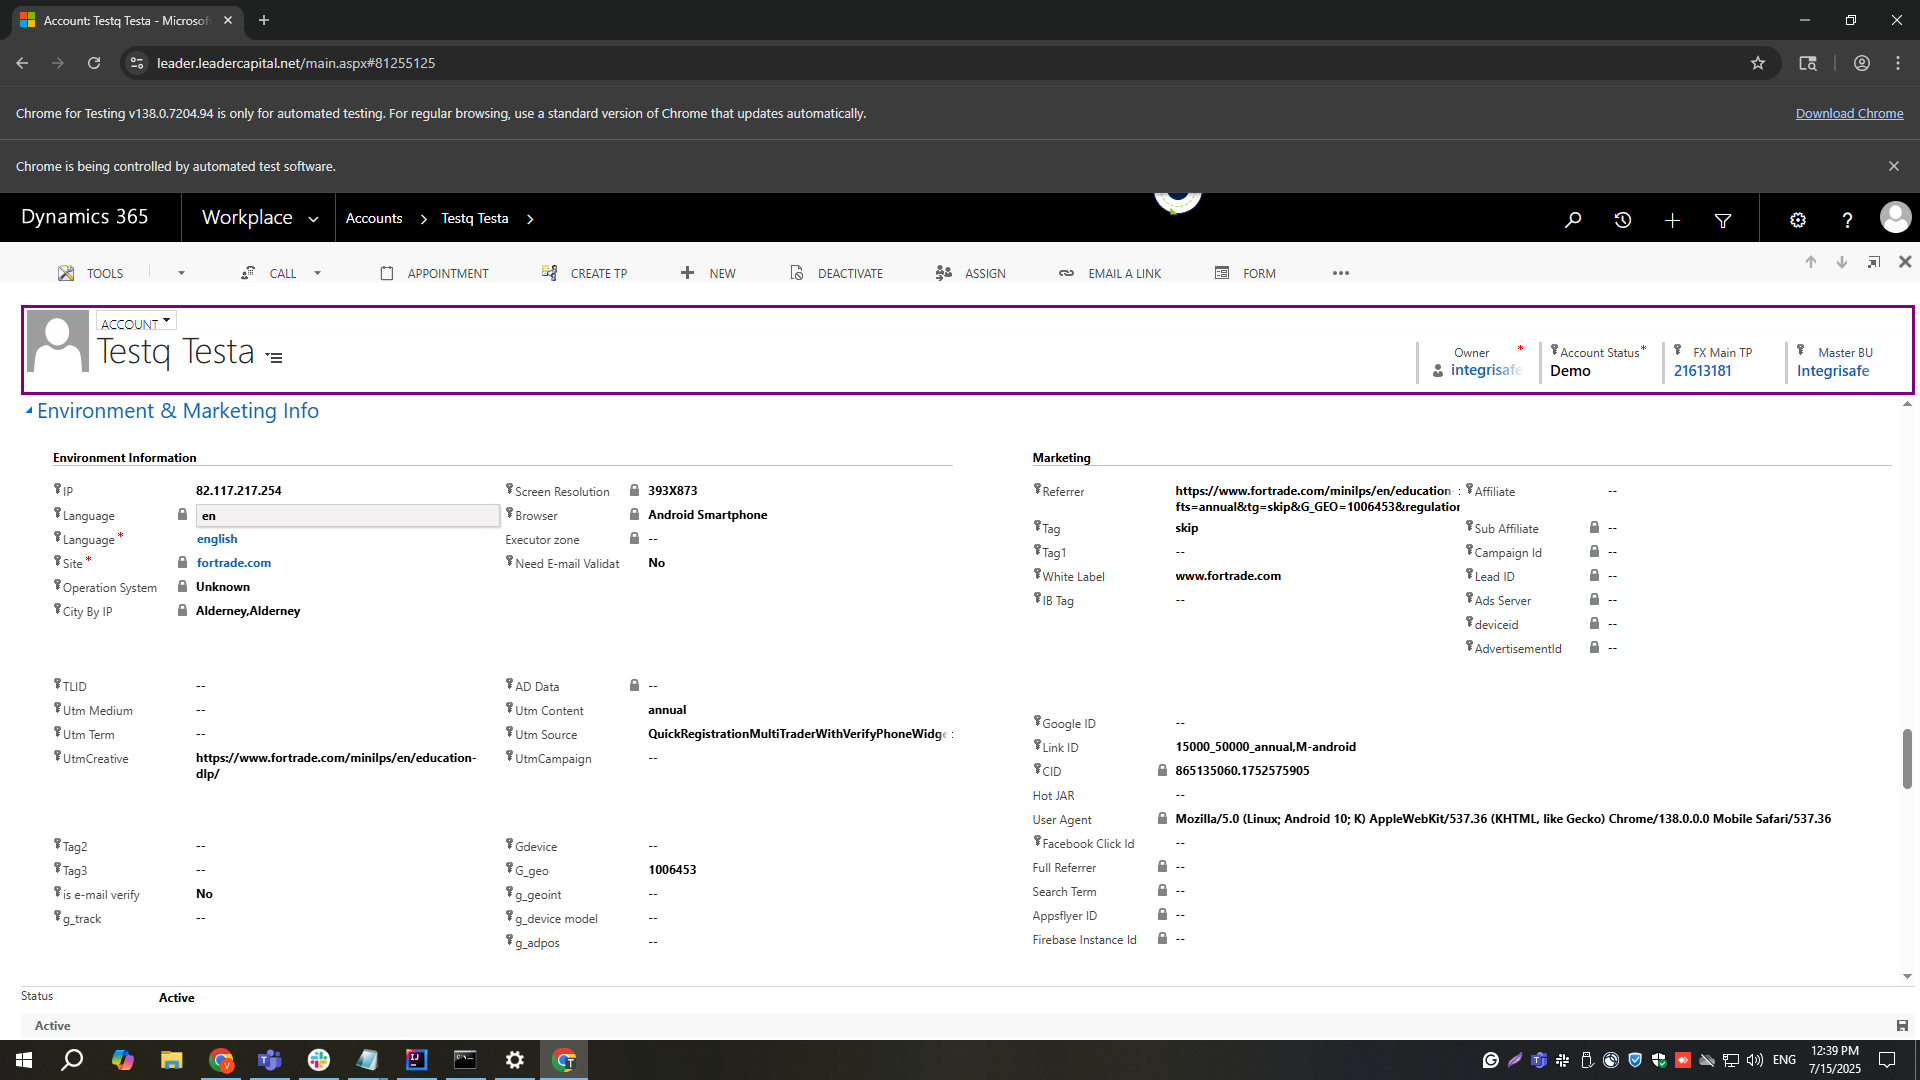 Account: Testq Testa - Microsof
leader.leadercapital.net/main.aspx#81255125
Chrome for Testing v138.0.7204.94 is only for automated testing. For regular browsing, use a standard version of Chrome that updates automatically.
Download Chrome
Chrome is being controlled by automated test software.
Dynamics 365
Workplace
Accounts
Testq Testa
TOOLS
CALL
APPOINTMENT
CREATE TP
NEW
DEACTIVATE
ASSIGN
EMAIL A LINK
FORM
ACCOUNT
Testq Testa
Owner *
integrisafe
Account Status *
Demo
FX Main TP
21613181
Master BU
Integrisafe
Environment & Marketing Info
Environment Information
IP 82.117.217.254
Language en
Language * english
Site * fortrade.com
Operation System Unknown
City By IP Alderney,Alderney
Screen Resolution 393X873
Browser Android Smartphone
Executor zone --
Need E-mail Validat No
TLID --
Utm Medium --
Utm Term --
UtmCreative https://www.fortrade.com/minilps/en/education-
dlp/
AD Data --
Utm Content annual
Utm Source QuickRegistrationMultiTraderWithVerifyPhoneWidge
UtmCampaign --
Tag2 --
Tag3 --
is e-mail verify No
g_track --
Gdevice --
G_geo 1006453
g_geoint --
g_device model --
g_adpos --
Marketing
Referrer https://www.fortrade.com/minilps/en/education-
fts=annual&tg=skip&G_GEO=1006453&regulation
Tag skip
Tag1 --
White Label www.fortrade.com
IB Tag --
Affiliate --
Sub Affiliate --
Campaign Id --
Lead ID --
Ads Server --
deviceid --
AdvertisementId --
Google ID --
Link ID 15000_50000_annual,M-android
CID 865135060.1752575905
Hot JAR --
User Agent Mozilla/5.0 (Linux; Android 10; K) AppleWebKit/537.36 (KHTML, like Gecko) Chrome/138.0.0.0 Mobile Safari/537.36
Facebook Click Id --
Full Referrer --
Search Term --
Appsflyer ID --
Firebase Instance Id --
Status Active
Active
ENG
12:39 PM
7/15/2025